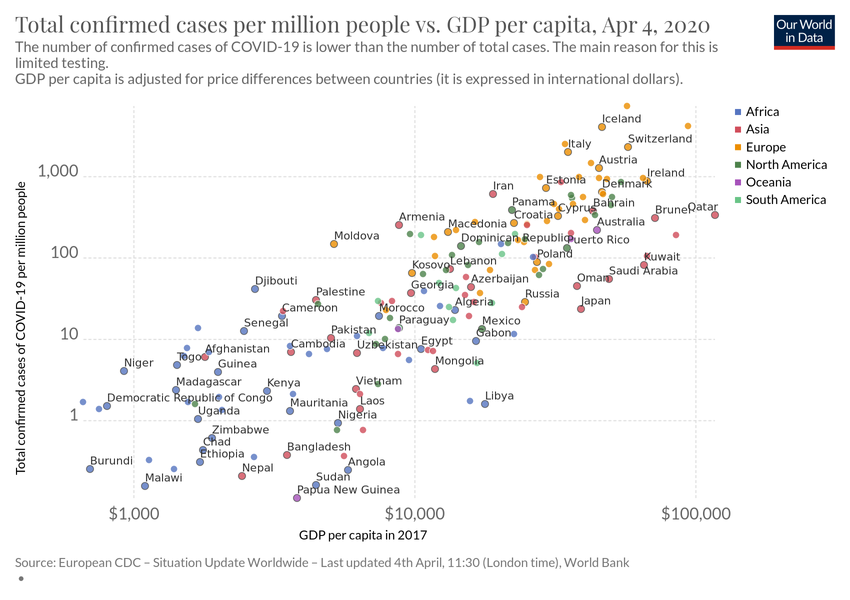 Total confirmed cases per million people vs. GDP per capita, Apr 4, 2020
Our World
in Data
The number of confirmed cases of COVID-19 is lower than the number of total cases. The main reason for this is
limited testing.
GDP per capita is adjusted for price differences between countries (it is expressed in international dollars).
Africa
Asia
Europe
North America
Oceania
South America
Total confirmed cases of COVID-19 per million people
1,000
100
10
1
Iceland
Italy
Switzerland
Austria
Estonia
Ireland
Denmark
Iran
Panama
Cyprus
Bahrain
Brunei
Qatar
Armenia
Macedonia
Croatia
Australia
Moldova
Dominican Republic
Puerto Rico
Kosovo
Lebanon
Poland
Kuwait
Saudi Arabia
Djibouti
Georgia
Azerbaijan
Oman
Palestine
Algeria
Russia
Japan
Cameroon
Morocco
Senegal
Paraguay
Mexico
Pakistan
Gabon
Afghanistan
Cambodia
Uzbekistan
Egypt
Niger
Togo
Guinea
Mongolia
Madagascar
Kenya
Vietnam
Democratic Republic of Congo
Mauritania
Laos
Libya
Uganda
Nigeria
Zimbabwe
Chad
Ethiopia
Bangladesh
Burundi
Nepal
Angola
Malawi
Sudan
Papua New Guinea
$1,000
$10,000
$100,000
GDP per capita in 2017
Source: European CDC – Situation Update Worldwide – Last updated 4th April, 11:30 (London time), World Bank